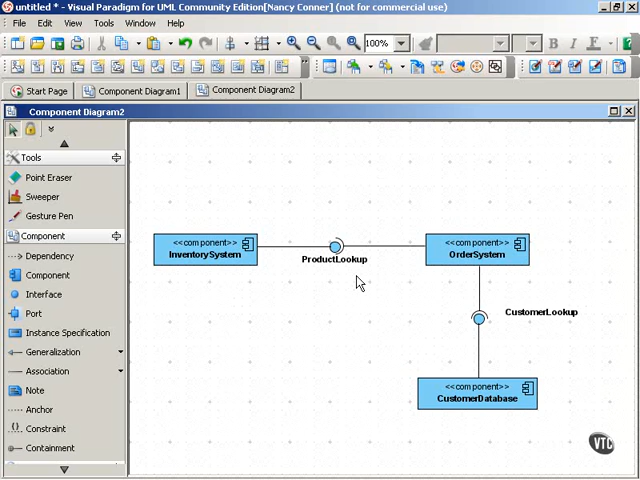 untitled * - Visual Paradigm for UML Community Edition[Nancy Conner] (not for commercial use)
File Edit View Tools Window Help
100% B I A
Start Page Component Diagram1 Component Diagram2
Component Diagram2
Tools
Point Eraser
Sweeper
Gesture Pen
Component
Dependency
Component
Interface
Port
Instance Specification
Generalization
Association
Note
Anchor
Constraint
Containment
<<component>>
InventorySystem
ProductLookup
<<component>>
OrderSystem
CustomerLookup
<<component>>
CustomerDatabase
VTC